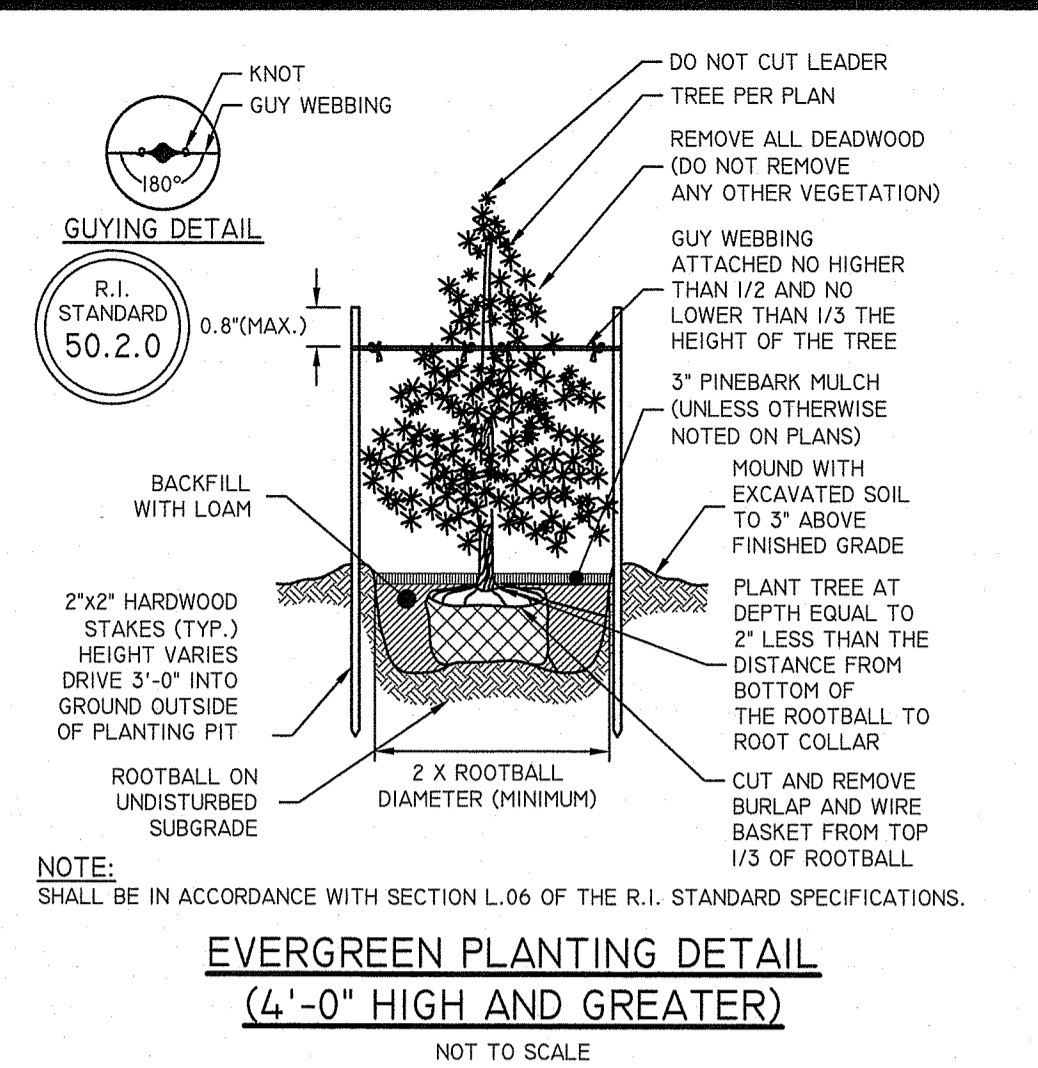 KNOT
GUY WEBBING
180°
GUYING DETAIL
R.I.
STANDARD
50.2.0
0.8"(MAX.)
DO NOT CUT LEADER
TREE PER PLAN
REMOVE ALL DEADWOOD
(DO NOT REMOVE
ANY OTHER VEGETATION)
GUY WEBBING
ATTACHED NO HIGHER
THAN 1/2 AND NO
LOWER THAN 1/3 THE
HEIGHT OF THE TREE
3" PINEBARK MULCH
(UNLESS OTHERWISE
NOTED ON PLANS)
MOUND WITH
EXCAVATED SOIL
TO 3" ABOVE
FINISHED GRADE
PLANT TREE AT
DEPTH EQUAL TO
2" LESS THAN THE
DISTANCE FROM
BOTTOM OF
THE ROOTBALL TO
ROOT COLLAR
CUT AND REMOVE
BURLAP AND WIRE
BASKET FROM TOP
1/3 OF ROOTBALL
BACKFILL
WITH LOAM
2"x2" HARDWOOD
STAKES (TYP.)
HEIGHT VARIES
DRIVE 3'-0" INTO
GROUND OUTSIDE
OF PLANTING PIT
ROOTBALL ON
UNDISTURBED
SUBGRADE
2 X ROOTBALL
DIAMETER (MINIMUM)
NOTE:
SHALL BE IN ACCORDANCE WITH SECTION L.06 OF THE R.I. STANDARD SPECIFICATIONS.
EVERGREEN PLANTING DETAIL
(4'-0" HIGH AND GREATER)
NOT TO SCALE